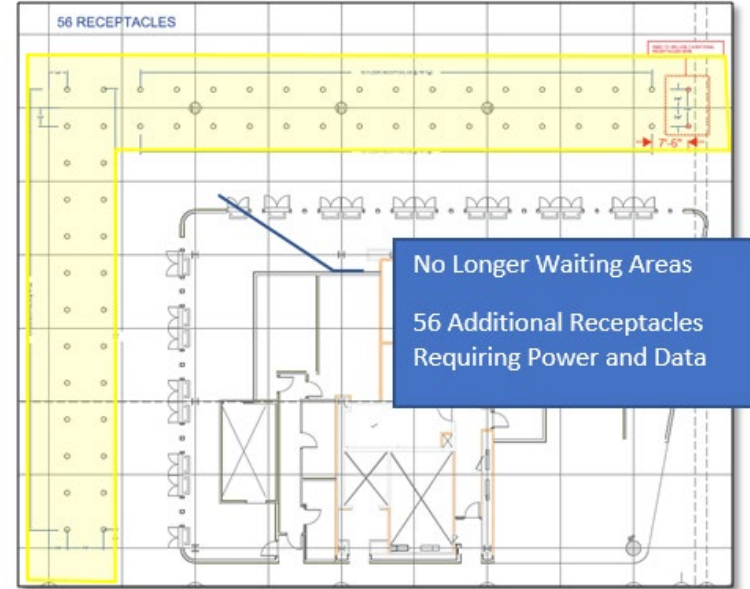 56 RECEPTACLES
7'-6"
No Longer Waiting Areas
56 Additional Receptacles
Requiring Power and Data